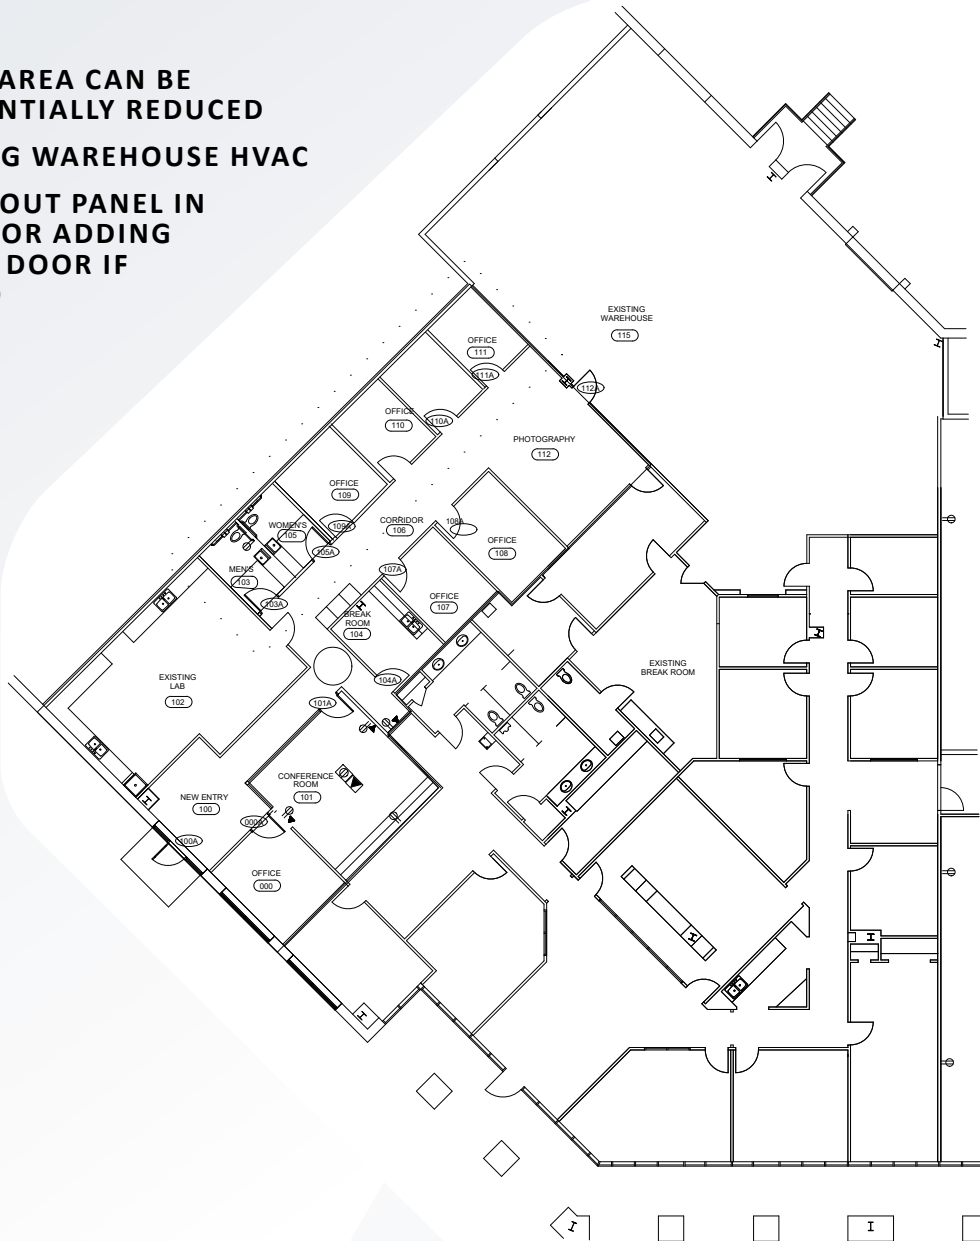 AREA CAN BE
NTIALLY REDUCED
G WAREHOUSE HVAC
OUT PANEL IN
OR ADDING
DOOR IF
EXISTING
WAREHOUSE
115
OFFICE
111
111A
112A
OFFICE
110
110A
PHOTOGRAPHY
112
OFFICE
109
109A
CORRIDOR
106
108A
OFFICE
108
WOMEN'S
105
105A
MEN'S
103
103A
107A
OFFICE
107
BREAK
ROOM
104
104A
EXISTING
BREAK ROOM
EXISTING
LAB
102
101A
CONFERENCE
ROOM
101
NEW ENTRY
100
000A
100A
OFFICE
000